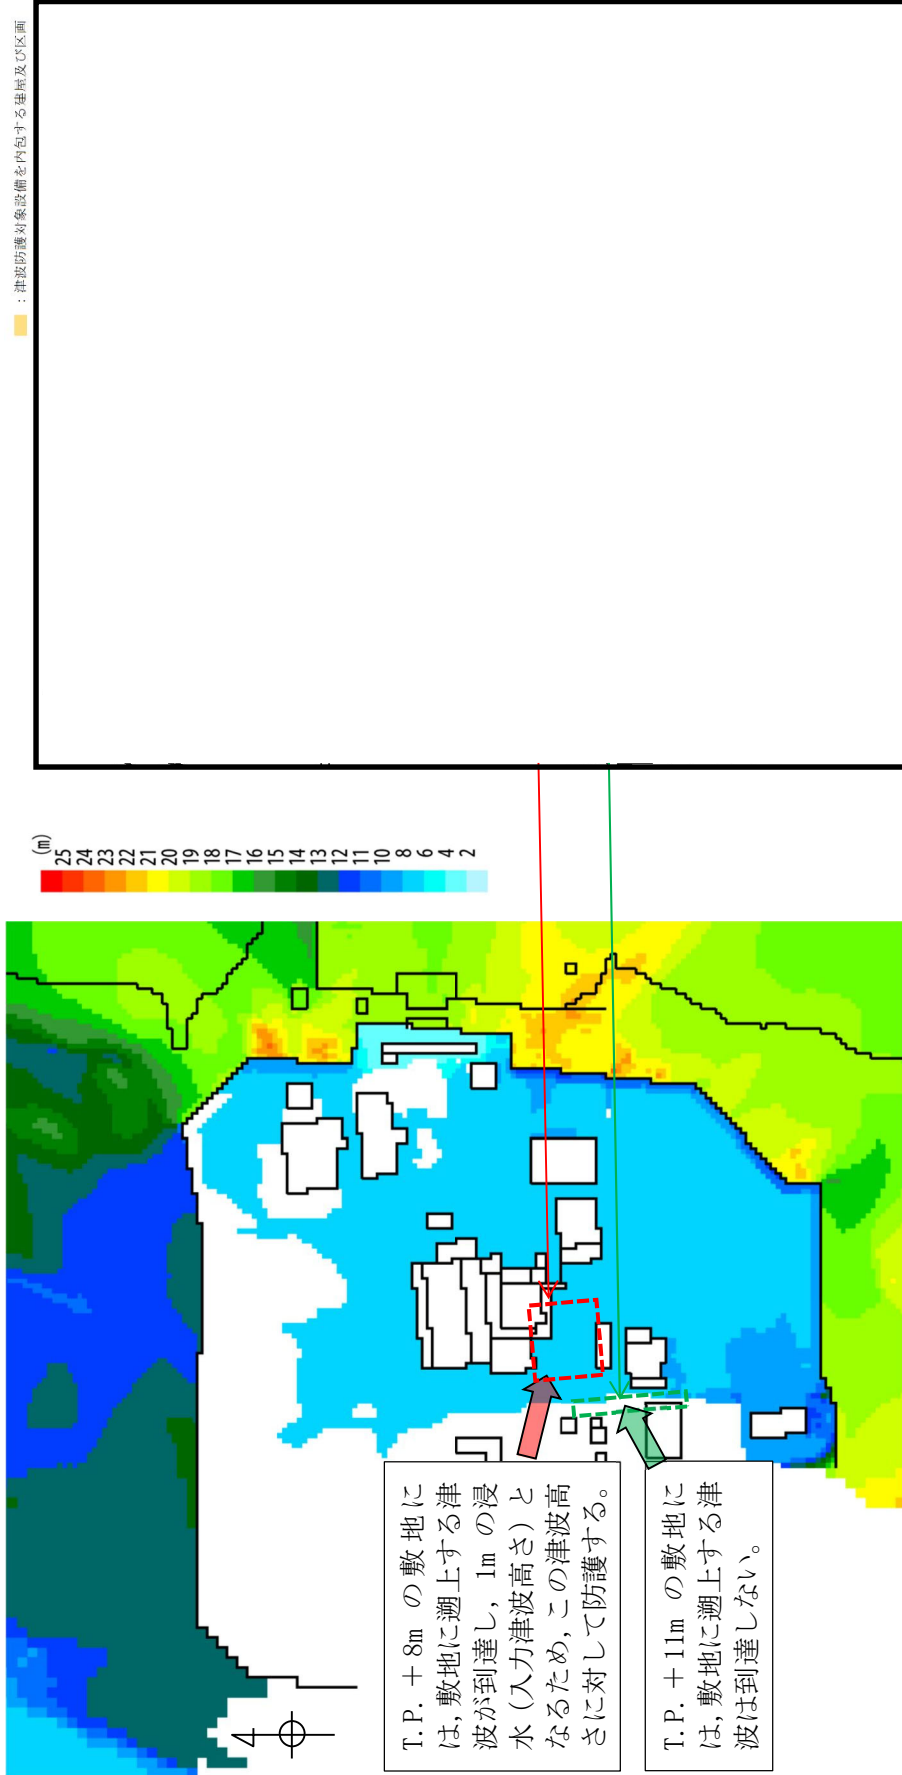 ：津波防護対象設備を内包する建屋及び区画
(m)
25
24
23
22
21
20
19
18
17
16
15
14
13
12
11
10
8
6
4
2
T.P.＋8m の敷地に
は，敷地に遡上する津
波が到達し，1m の浸
水（入力津波高さ）と
なるため，この津波高
さに対して防護する。
T.P.＋11m の敷地に
は，敷地に遡上する津
波は到達しない。